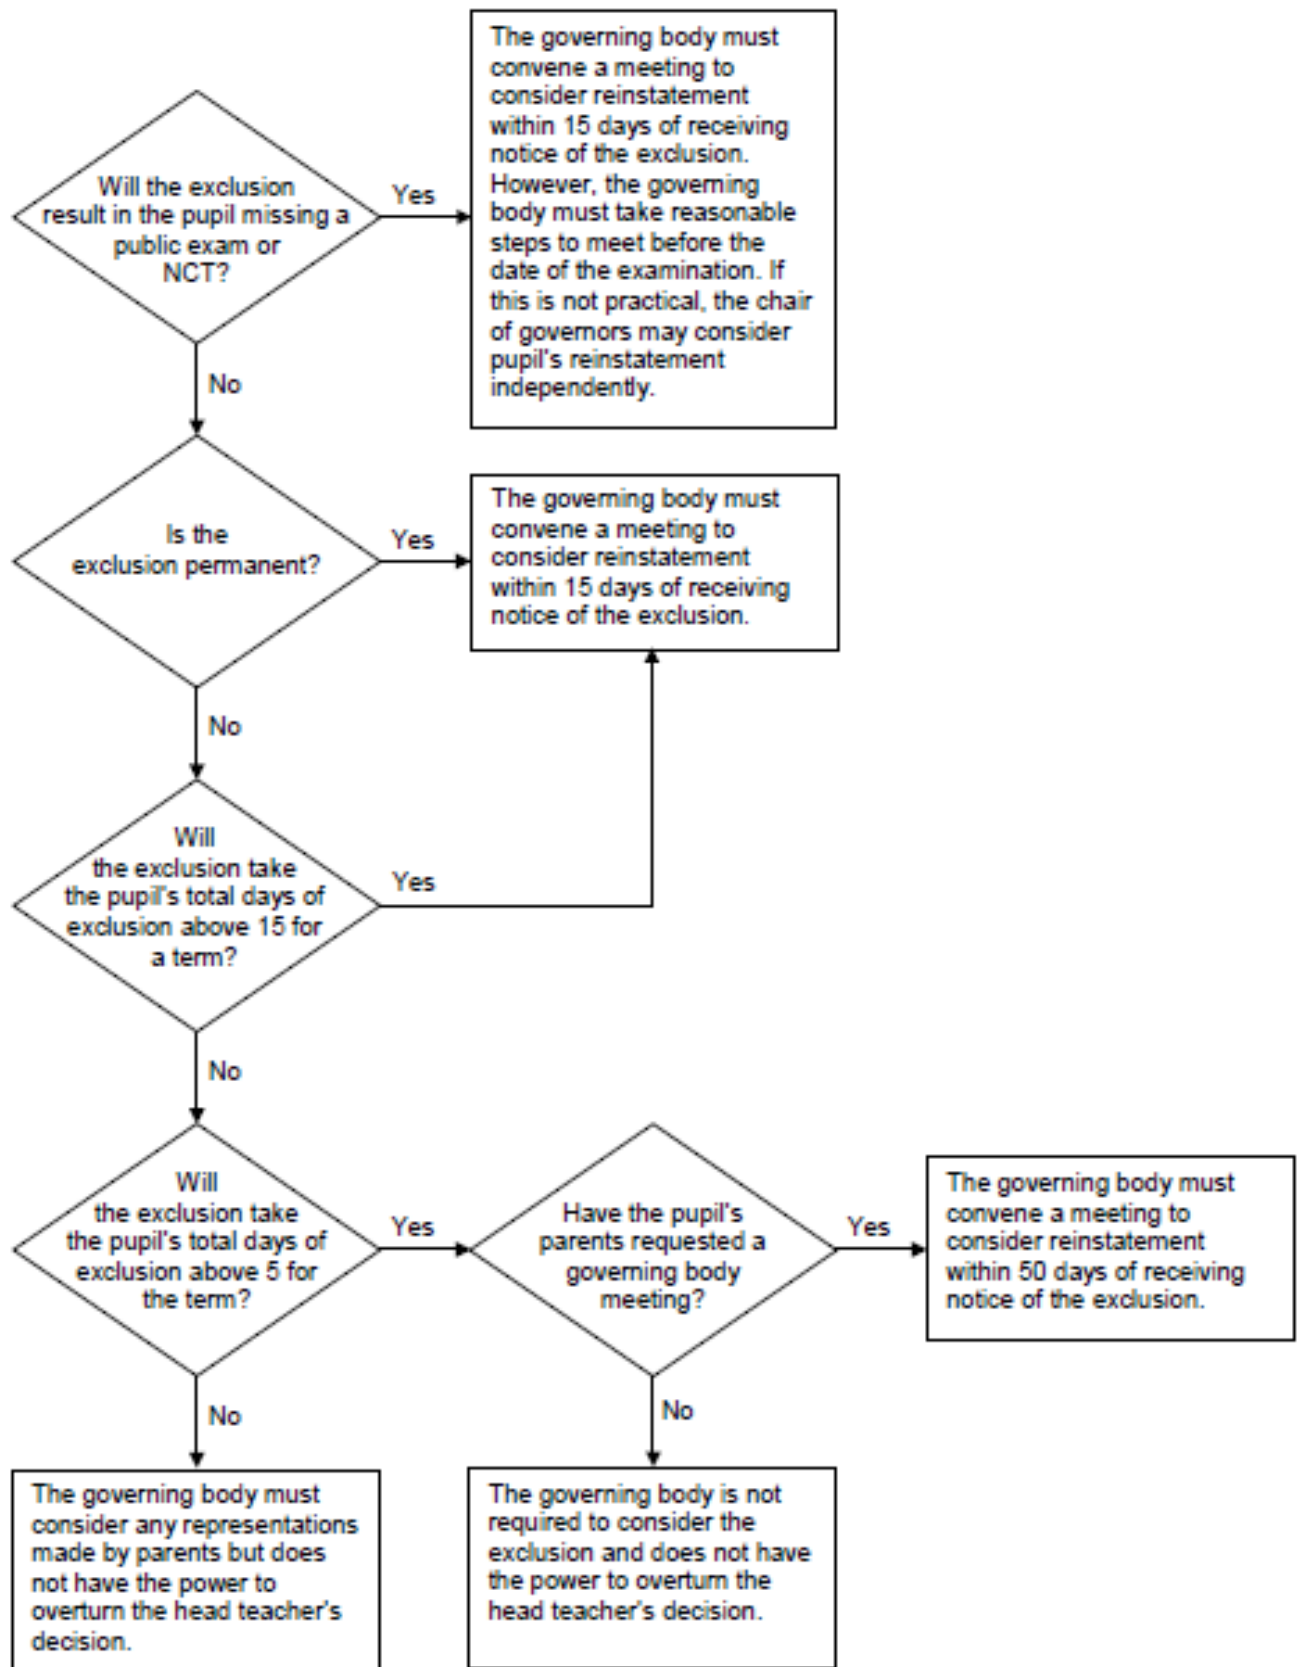 The governing body must
convene a meeting to
consider reinstatement
within 15 days of receiving
notice of the exclusion.
However, the governing
body must take reasonable
steps to meet before the
date of the examination. If
this is not practical, the chair
of governors may consider
pupil's reinstatement
independently.
Will the exclusion
result in the pupil missing a
public exam or
NCT?
Yes
No
Is the
exclusion permanent?
Yes
The governing body must
convene a meeting to
consider reinstatement
within 15 days of receiving
notice of the exclusion.
No
Will
the exclusion take
the pupil's total days of
exclusion above 15 for
a term?
Yes
No
Will
the exclusion take
the pupil's total days of
exclusion above 5 for
the term?
Yes
Have the pupil's
parents requested a
governing body
meeting?
Yes
The governing body must
convene a meeting to
consider reinstatement
within 50 days of receiving
notice of the exclusion.
No
No
The governing body must
consider any representations
made by parents but does
not have the power to
overturn the head teacher's
decision.
The governing body is not
required to consider the
exclusion and does not have
the power to overturn the
head teacher's decision.